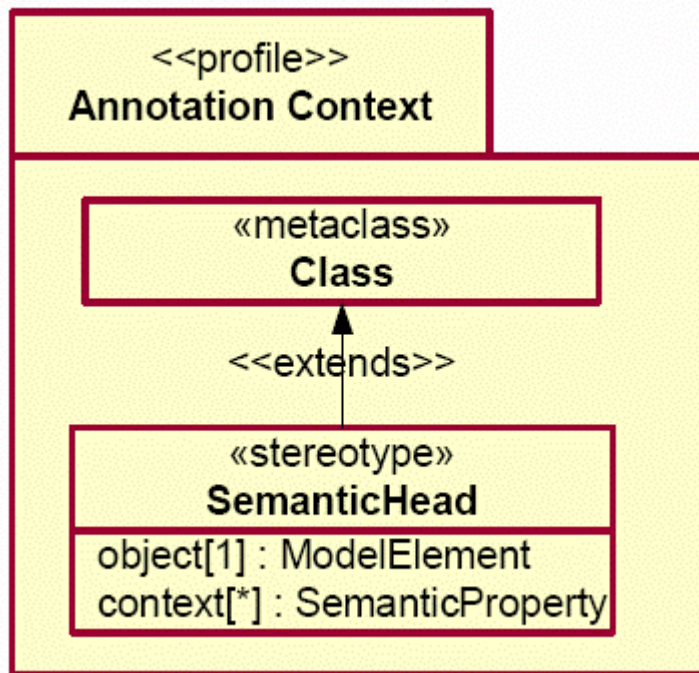 <<profile>>
Annotation Context
«metaclass»
Class
<<extends>>
«stereotype»
SemanticHead
object[1] : ModelElement
context[*] : SemanticProperty